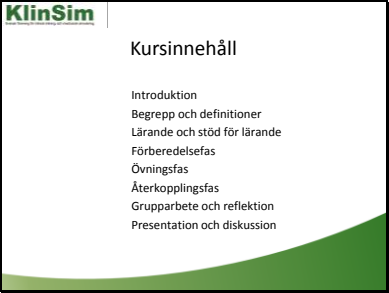 KlinSim
Kursinnehåll
Introduktion
Begrepp och definitioner
Lärande och stöd för lärande
Förberedelsefas
Övningsfas
Återkopplingsfas
Grupparbete och reflektion
Presentation och diskussion